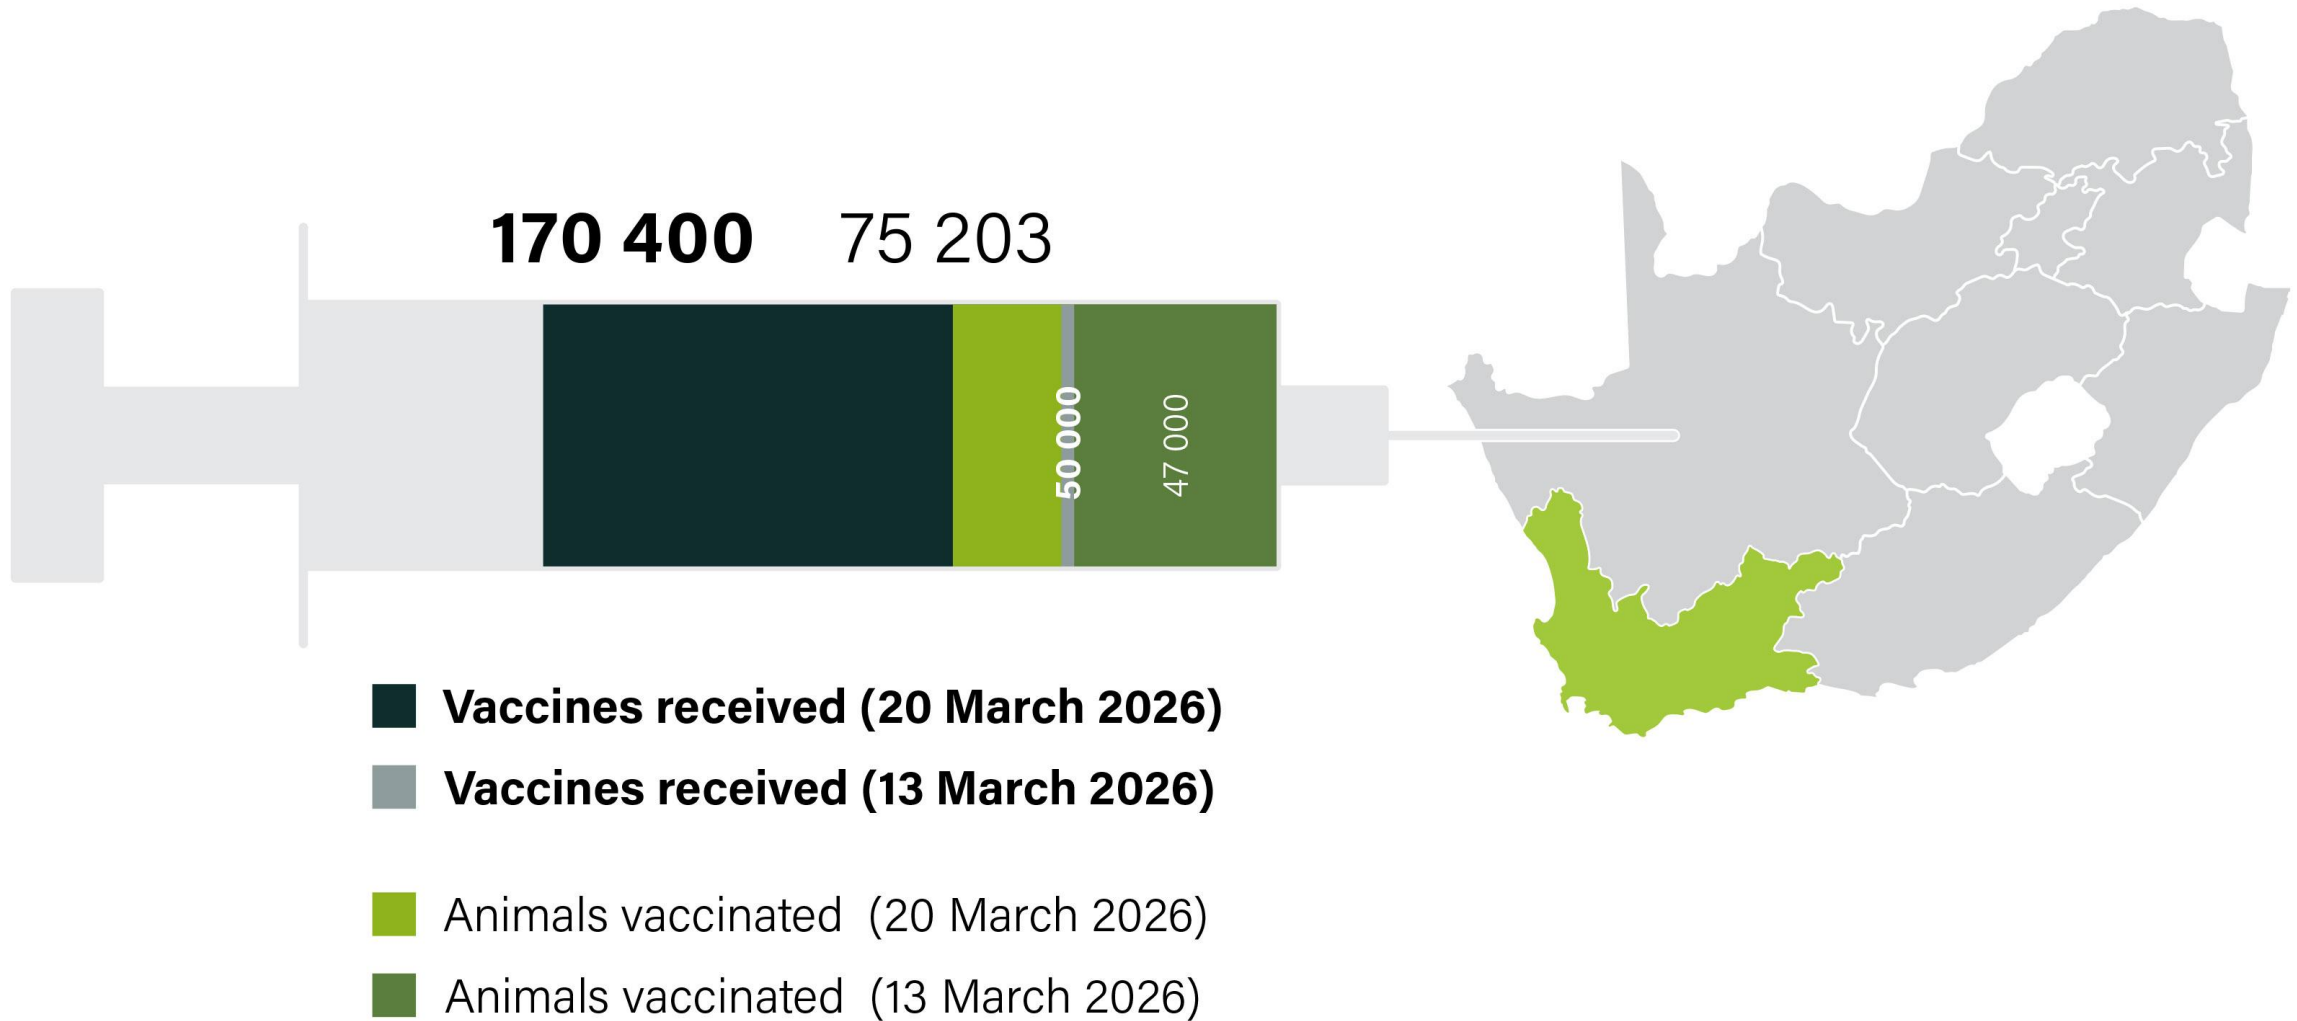 170 400 75 203
50 000
47 000
Vaccines received (20 March 2026)
Vaccines received (13 March 2026)
Animals vaccinated (20 March 2026)
Animals vaccinated (13 March 2026)